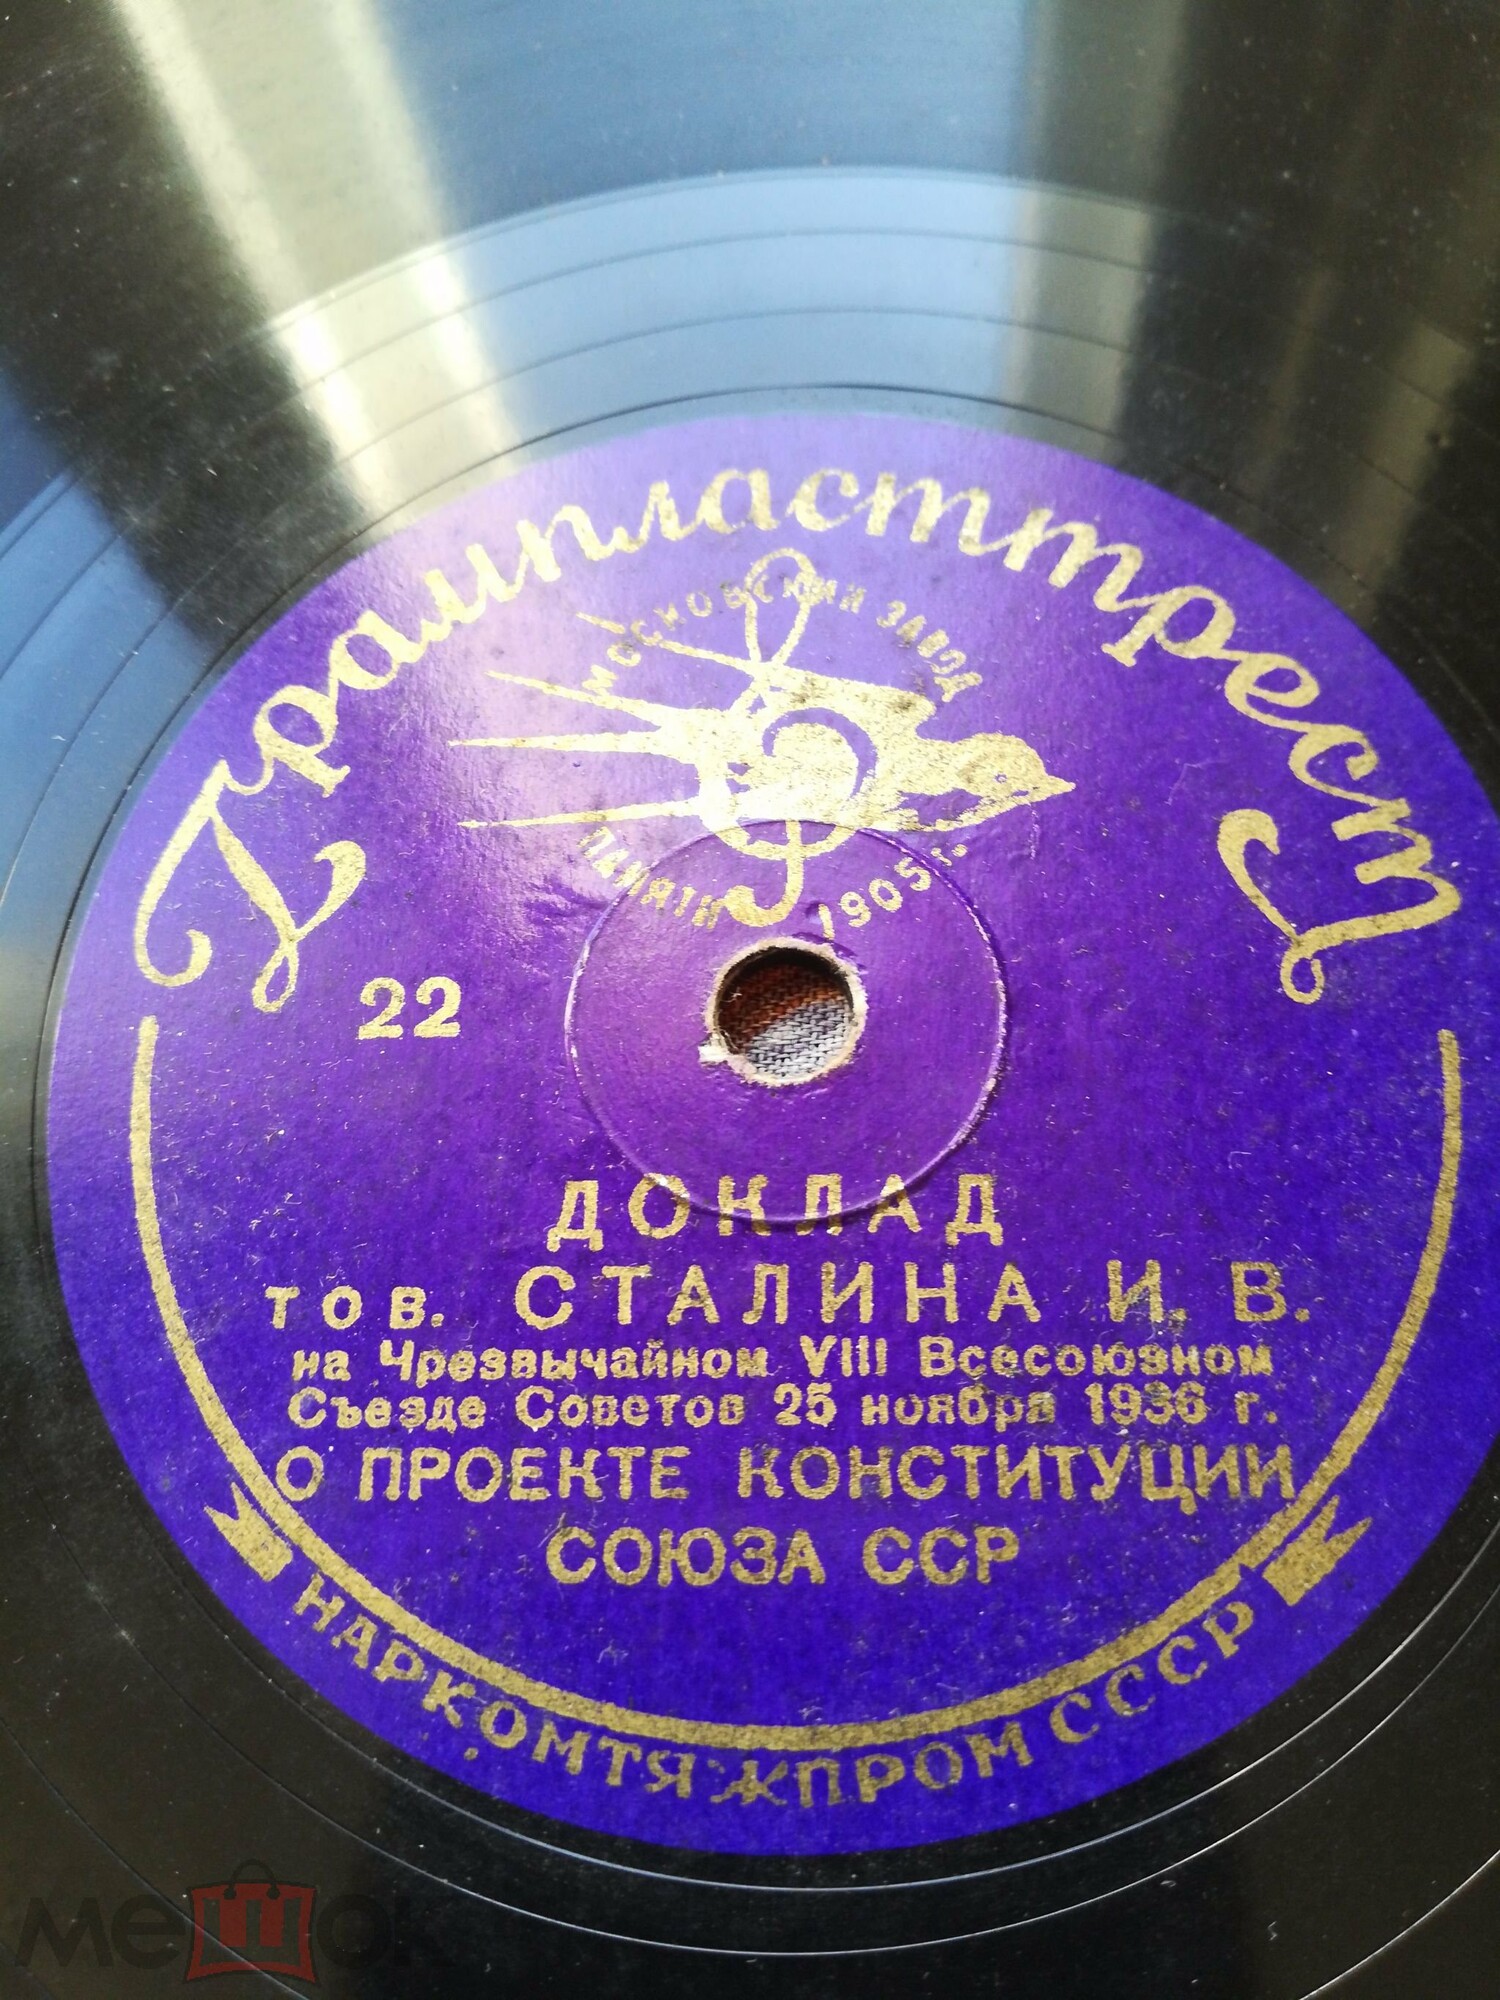 Грампласттрест
МОСКОВСКИЙ ЗАВОД
ПАМЯТИ 1905 г.
22
ДОКЛАД
тов. СТАЛИНА И. В.
на Чрезвычайном VIII Всесоюзном
Съезде Советов 25 ноября 1936 г.
О ПРОЕКТЕ КОНСТИТУЦИИ
СОЮЗА ССР
НАРКОМТЯЖПРОМ СССР
мешок